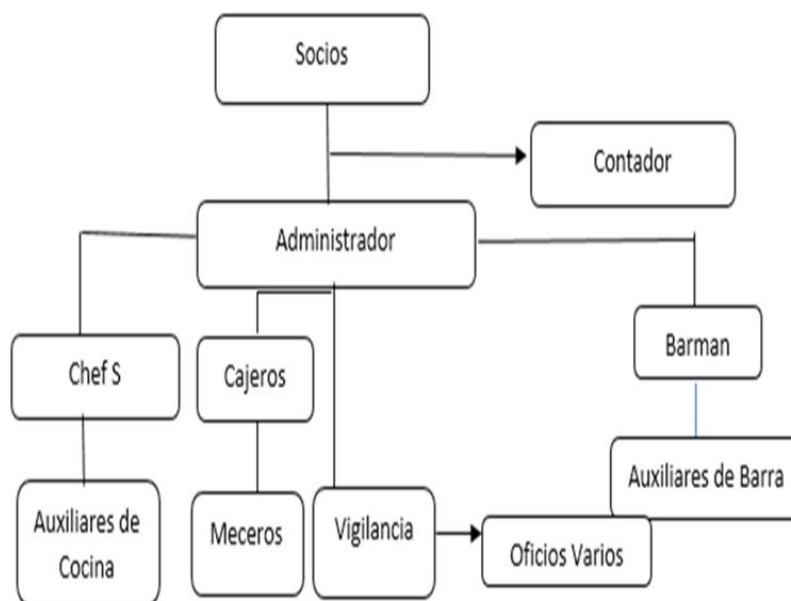 Socios
Contador
Administrador
Chef S
Cajeros
Barman
Auxiliares de
Cocina
Meceros
Vigilancia
Auxiliares de Barra
Oficios Varios